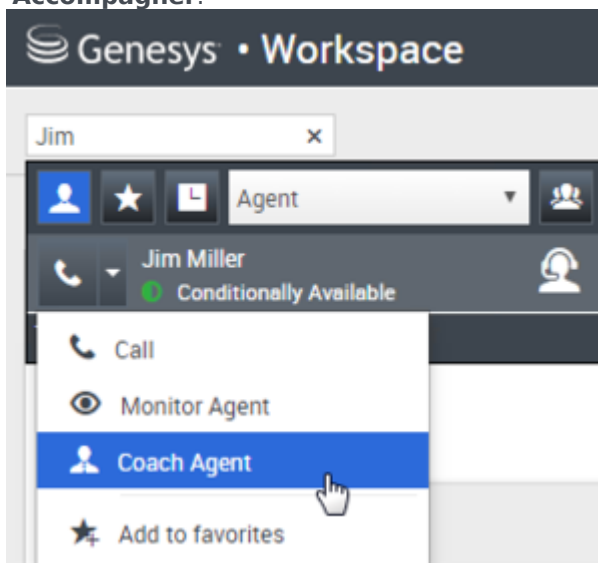 Accompagner.
Genesys • Workspace
Jim ×
Agent
Jim Miller
Conditionally Available
Call
Monitor Agent
Coach Agent
Add to favorites